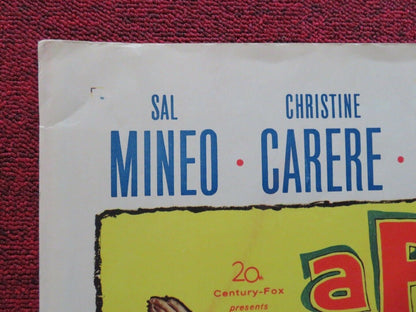 SAL CHRISTINE
MINEO • CARERE •
20th
Century-Fox
presents
a